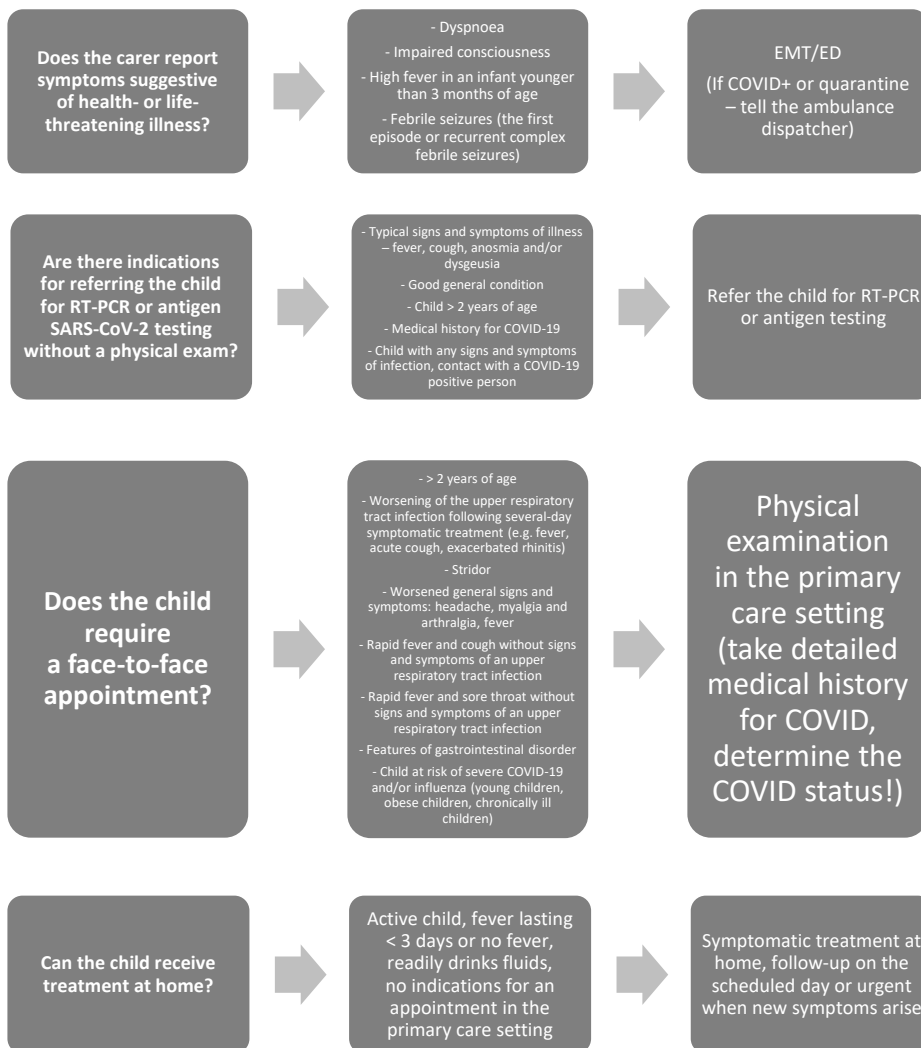 Does the carer report
symptoms suggestive
of health- or life-
threatening illness?
- Dyspnoea
- Impaired consciousness
- High fever in an infant younger
than 3 months of age
- Febrile seizures (the first
episode or recurrent complex
febrile seizures)
EMT/ED
(If COVID+ or quarantine
– tell the ambulance
dispatcher)
Are there indications
for referring the child
for RT-PCR or antigen
SARS-CoV-2 testing
without a physical exam?
- Typical signs and symptoms of illness
– fever, cough, anosmia and/or
dysgeusia
- Good general condition
- Child > 2 years of age
- Medical history for COVID-19
- Child with any signs and symptoms
of infection, contact with a COVID-19
positive person
Refer the child for RT-PCR
or antigen testing
Does the child
require
a face-to-face
appointment?
- > 2 years of age
- Worsening of the upper respiratory
tract infection following several-day
symptomatic treatment (e.g. fever,
acute cough, exacerbated rhinitis)
- Stridor
- Worsened general signs and
symptoms: headache, myalgia and
arthralgia, fever
- Rapid fever and cough without signs
and symptoms of an upper
respiratory tract infection
- Rapid fever and sore throat without
signs and symptoms of an upper
respiratory tract infection
- Features of gastrointestinal disorder
- Child at risk of severe COVID-19
and/or influenza (young children,
obese children, chronically ill
children)
Physical
examination
in the primary
care setting
(take detailed
medical history
for COVID,
determine the
COVID status!)
Can the child receive
treatment at home?
Active child, fever lasting
< 3 days or no fever,
readily drinks fluids,
no indications for an
appointment in the
primary care setting
Symptomatic treatment at
home, follow-up on the
scheduled day or urgent
when new symptoms arise